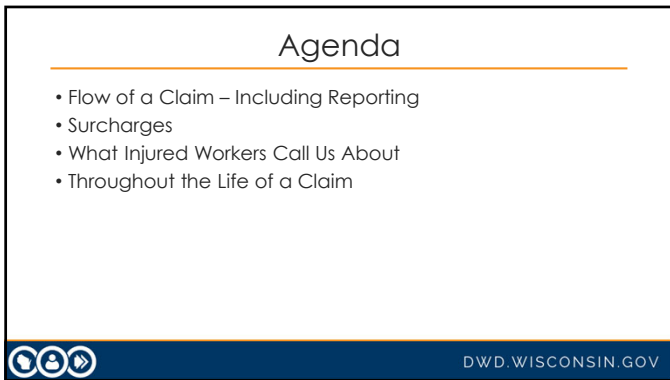 Agenda
• Flow of a Claim – Including Reporting
• Surcharges
• What Injured Workers Call Us About
• Throughout the Life of a Claim
DWD.WISCONSIN.GOV